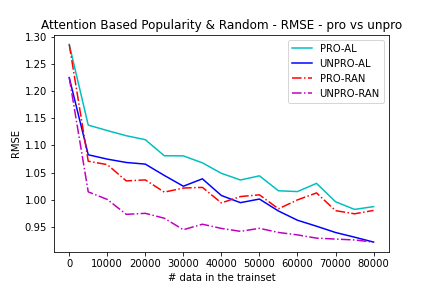 Attention Based Popularity & Random - RMSE - pro vs unpro
1.30
1.25
1.20
1.15
1.10
1.05
1.00
0.95
RMSE
PRO-AL
UNPRO-AL
PRO-RAN
UNPRO-RAN
0 10000 20000 30000 40000 50000 60000 70000 80000
# data in the trainset